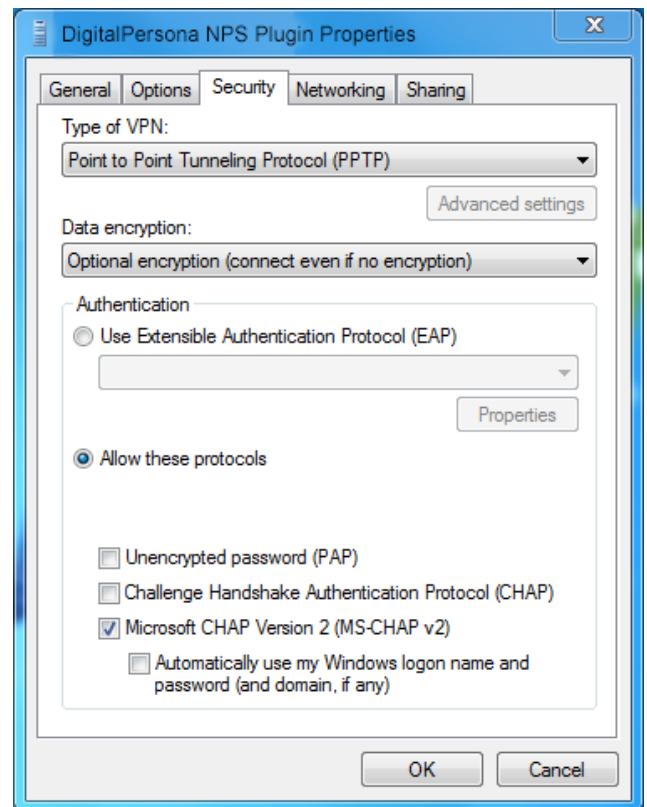 DigitalPersona NPS Plugin Properties
General Options Security Networking Sharing
Type of VPN:
Point to Point Tunneling Protocol (PPTP)
Advanced settings
Data encryption:
Optional encryption (connect even if no encryption)
Authentication
Use Extensible Authentication Protocol (EAP)
Properties
Allow these protocols
Unencrypted password (PAP)
Challenge Handshake Authentication Protocol (CHAP)
Microsoft CHAP Version 2 (MS-CHAP v2)
Automatically use my Windows logon name and
password (and domain, if any)
OK Cancel